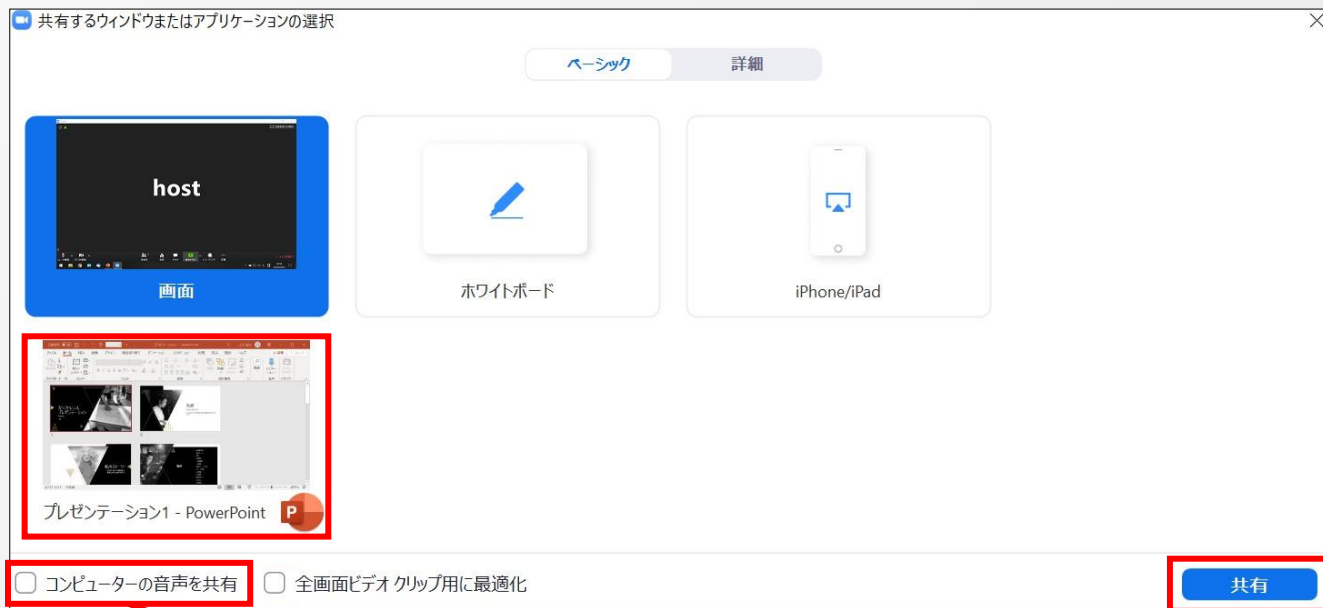 共有するウィンドウまたはアプリケーションの選択
ベーシック
詳細
host
画面
ホワイトボード
iPhone/iPad
プレゼンテーション1 - PowerPoint
P
コンピューターの音声を共有
全画面ビデオ クリップ用に最適化
共有